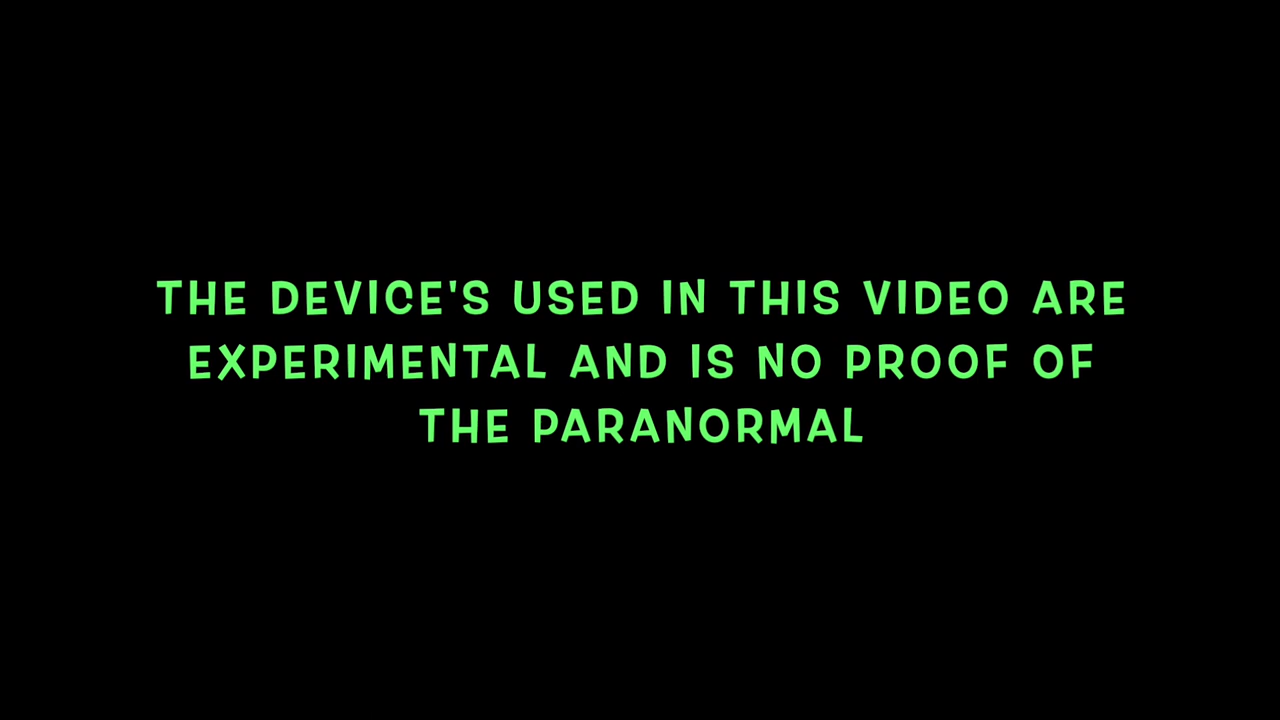 THE DEVICE'S USED IN THIS VIDEO ARE
EXPERIMENTAL AND IS NO PROOF OF
THE PARANORMAL